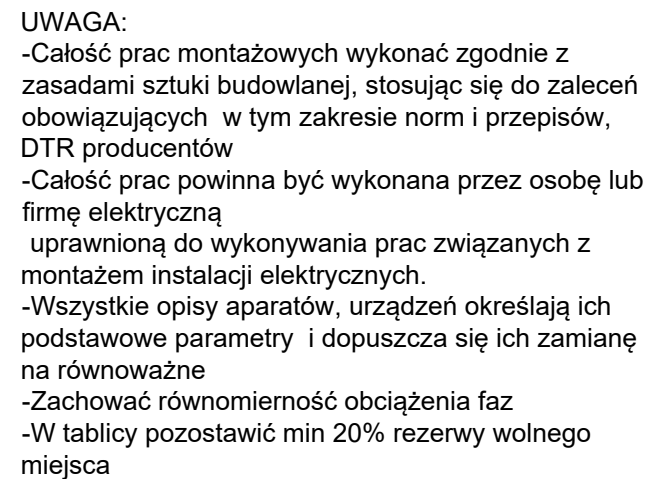 UWAGA:
-Całość prac montażowych wykonać zgodnie z
zasadami sztuki budowlanej, stosując się do zaleceń
obowiązujących  w tym zakresie norm i przepisów,
DTR producentów
-Całość prac powinna być wykonana przez osobę lub
firmę elektryczną
 uprawnioną do wykonywania prac związanych z
montażem instalacji elektrycznych.
-Wszystkie opisy aparatów, urządzeń określają ich
podstawowe parametry  i dopuszcza się ich zamianę
na równoważne
-Zachować równomierność obciążenia faz
-W tablicy pozostawić min 20% rezerwy wolnego
miejsca